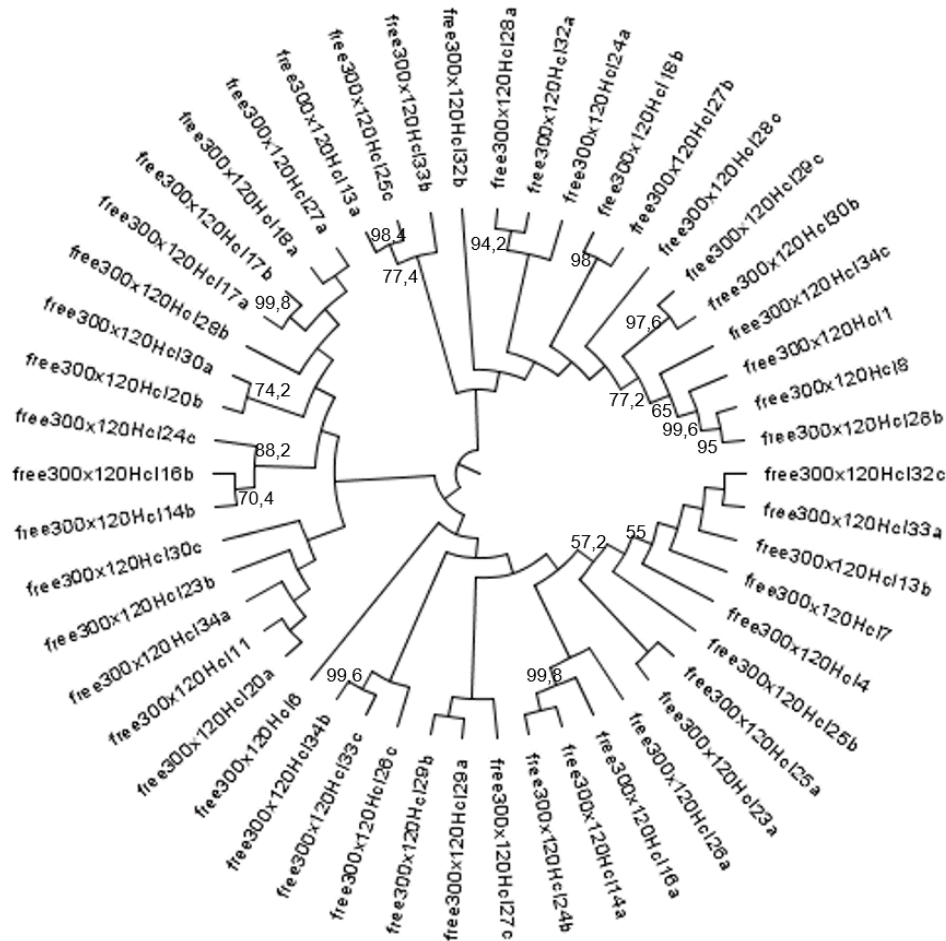 free300x120Hcl28a
free300x120Hcl32a
free300x120Hcl24a
free300x120Hcl18b
free300x120Hcl27b
free300x120Hcl28c
free300x120Hcl29c
free300x120Hcl30b
free300x120Hcl34c
free300x120Hcl1
free300x120Hcl8
free300x120Hcl26b
free300x120Hcl32c
free300x120Hcl33a
free300x120Hcl13b
free300x120Hcl7
free300x120Hcl4
free300x120Hcl25b
free300x120Hcl25a
free300x120Hcl23a
free300x120Hcl26a
free300x120Hcl16a
free300x120Hcl14a
free300x120Hcl24b
free300x120Hcl27c
free300x120Hcl29a
free300x120Hcl29b
free300x120Hcl26c
free300x120Hcl33c
free300x120Hcl34b
free300x120Hcl6
free300x120Hcl20a
free300x120Hcl11
free300x120Hcl34a
free300x120Hcl23b
free300x120Hcl30c
free300x120Hcl14b
free300x120Hcl16b
free300x120Hcl24c
free300x120Hcl20b
free300x120Hcl30a
free300x120Hcl28b
free300x120Hcl17a
free300x120Hcl17b
free300x120Hcl18a
free300x120Hcl27a
free300x120Hcl13a
free300x120Hcl25c
free300x120Hcl33b
free300x120Hcl32b
94,2
98
97,6
77,2
65
99,6
95
55
57,2
99,8
99,6
70,4
88,2
74,2
99,8
98,4
77,4